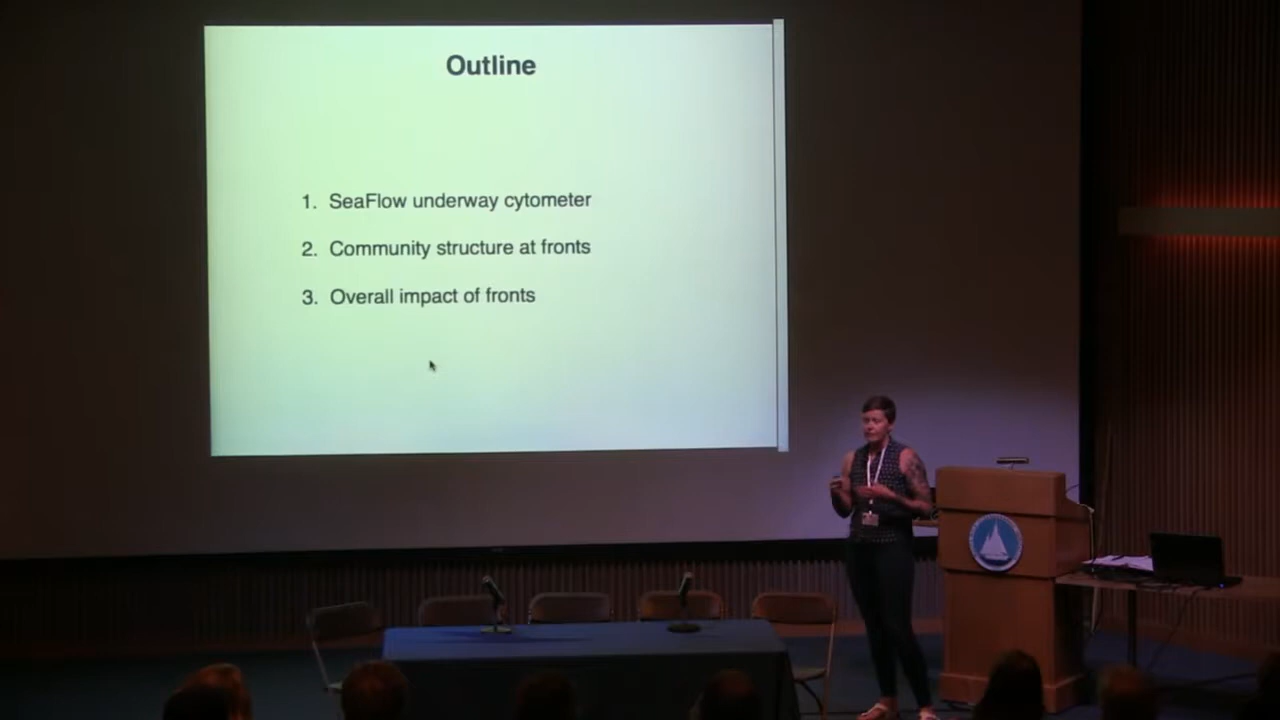 Outline
1. SeaFlow underway cytometer
2. Community structure at fronts
3. Overall impact of fronts